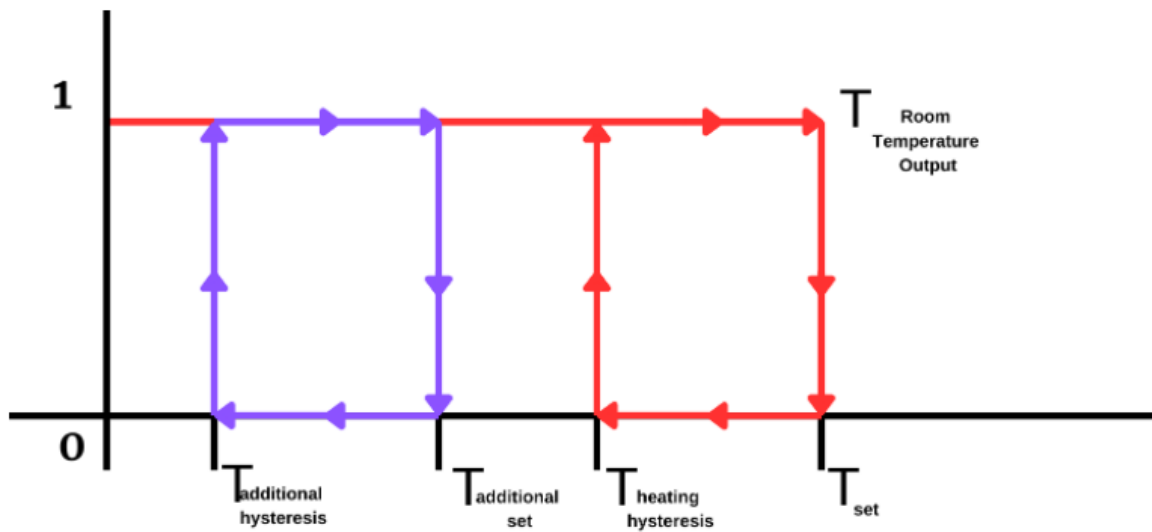 1
T Room
Temperature
Output
0
T additional
hysteresis
T additional
set
T heating
hysteresis
T set